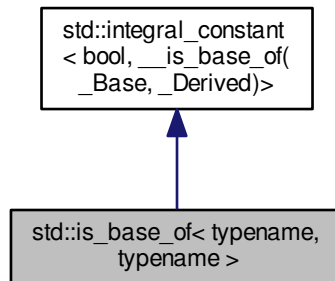 std::integral_constant
< bool, __is_base_of(
_Base, _Derived)>
std::is_base_of< typename,
typename >